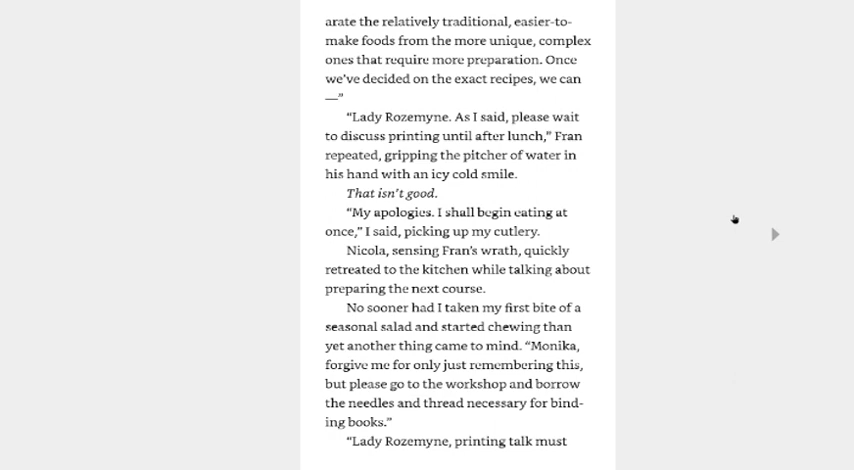 arate the relatively traditional, easier-to-
make foods from the more unique, complex
ones that require more preparation. Once
we've decided on the exact recipes, we can
—"
"Lady Rozemyne. As I said, please wait
to discuss printing until after lunch," Fran
repeated, gripping the pitcher of water in
his hand with an icy cold smile.
That isn't good.
"My apologies. I shall begin eating at
once," I said, picking up my cutlery.
Nicola, sensing Fran's wrath, quickly
retreated to the kitchen while talking about
preparing the next course.
No sooner had I taken my first bite of a
seasonal salad and started chewing than
yet another thing came to mind. "Monika,
forgive me for only just remembering this,
but please go to the workshop and borrow
the needles and thread necessary for bind-
ing books."
"Lady Rozemyne, printing talk must